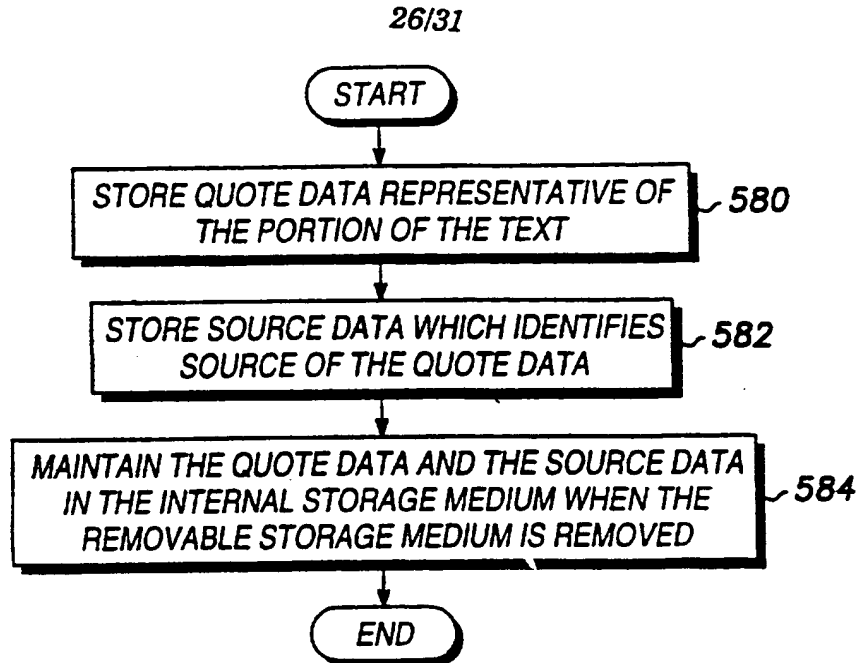 26/31
START
STORE QUOTE DATA REPRESENTATIVE OF
THE PORTION OF THE TEXT
580
STORE SOURCE DATA WHICH IDENTIFIES
SOURCE OF THE QUOTE DATA
582
MAINTAIN THE QUOTE DATA AND THE SOURCE DATA
IN THE INTERNAL STORAGE MEDIUM WHEN THE
REMOVABLE STORAGE MEDIUM IS REMOVED
584
END